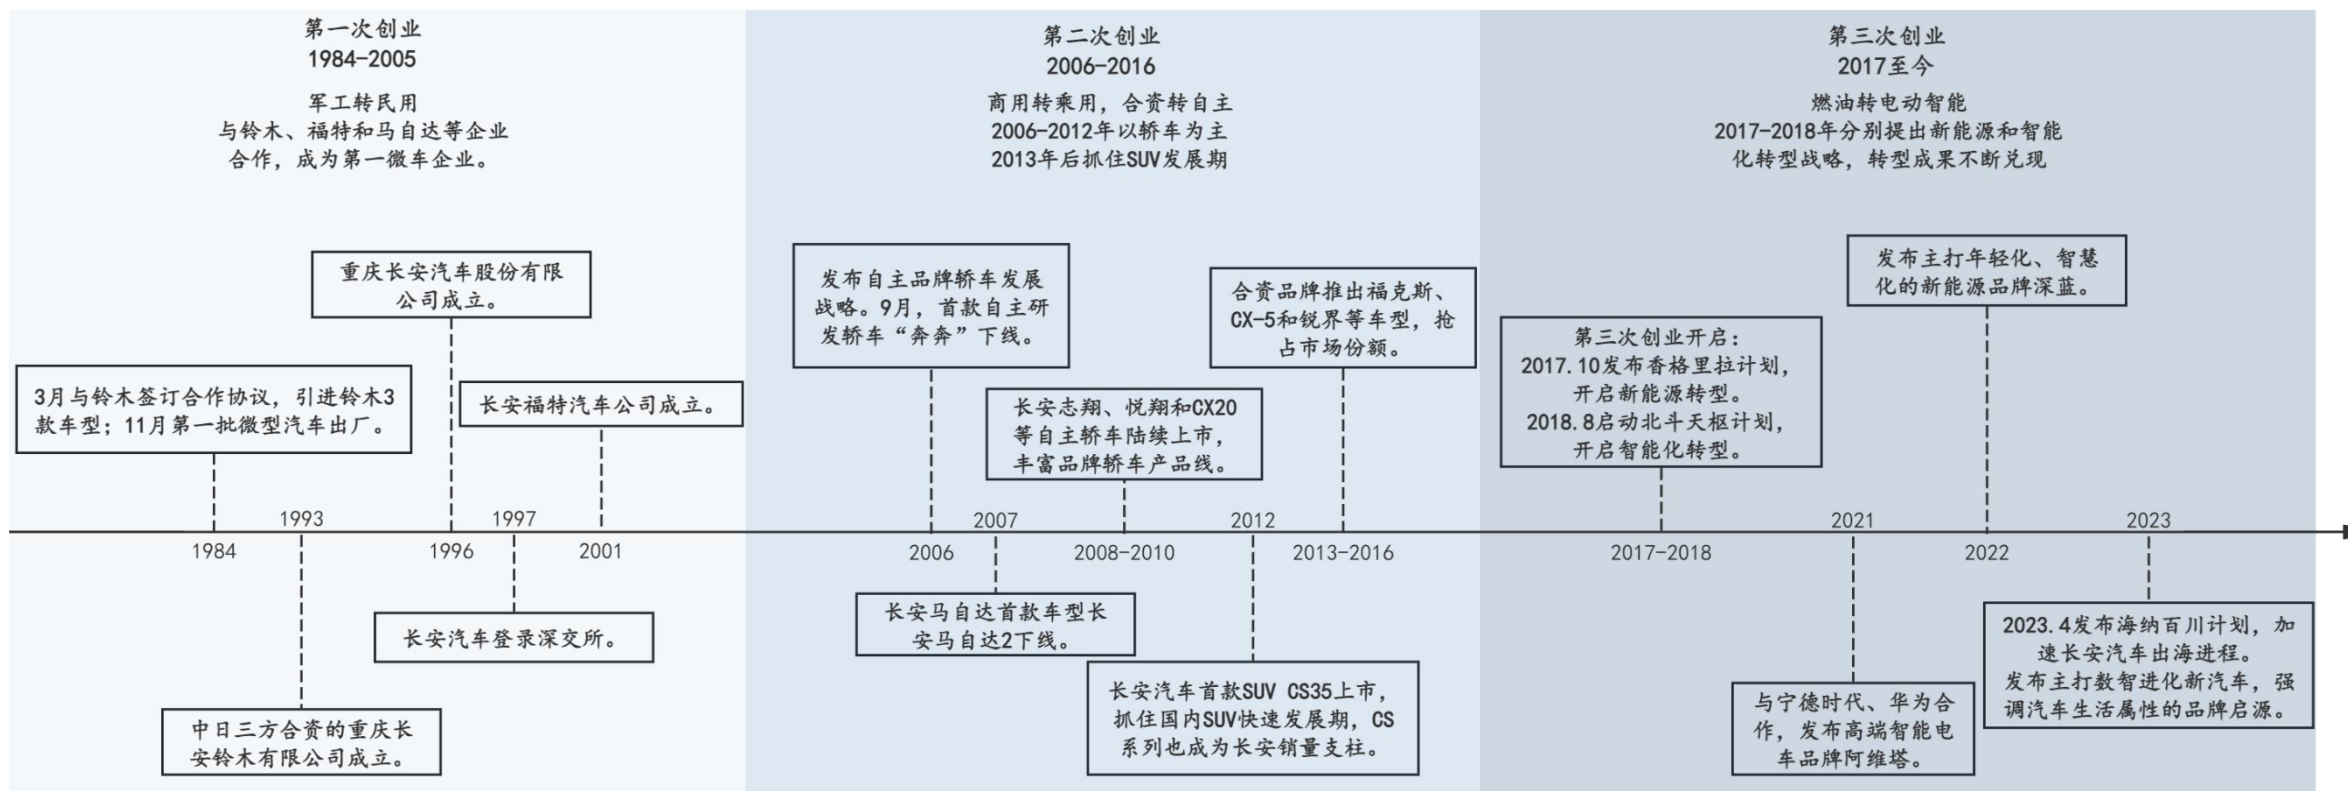 第一次创业
1984-2005
军工转民用
与铃木、福特和马自达等企业
合作，成为第一微车企业。
第二次创业
2006-2016
商用转乘用，合资转自主
2006-2012年以轿车为主
2013年后抓住SUV发展期
第三次创业
2017至今
燃油转电动智能
2017-2018年分别提出新能源和智能
化转型战略，转型成果不断兑现
3月与铃木签订合作协议，引进铃木3
款车型；11月第一批微型汽车出厂。
重庆长安汽车股份有限
公司成立。
长安福特汽车公司成立。
发布自主品牌轿车发展
战略。9月，首款自主研
发轿车“奔奔”下线。
长安志翔、悦翔和CX20
等自主轿车陆续上市，
丰富品牌轿车产品线。
合资品牌推出福克斯、
CX-5和锐界等车型，抢
占市场份额。
第三次创业开启：
2017.10发布香格里拉计划，
开启新能源转型。
2018.8启动北斗天枢计划，
开启智能化转型。
发布主打年轻化、智慧
化的新能源品牌深蓝。
1984
1993
1996
1997
2001
2006
2007
2008-2010
2012
2013-2016
2017-2018
2021
2022
2023
中日三方合资的重庆长
安铃木有限公司成立。
长安汽车登录深交所。
长安马自达首款车型长
安马自达2下线。
长安汽车首款SUV CS35上市，
抓住国内SUV快速发展期，CS
系列也成为长安销量支柱。
与宁德时代、华为合
作，发布高端智能电
车品牌阿维塔。
2023.4发布海纳百川计划，加
速长安汽车出海进程。
发布主打数智进化新汽车，强
调汽车生活属性的品牌启源。